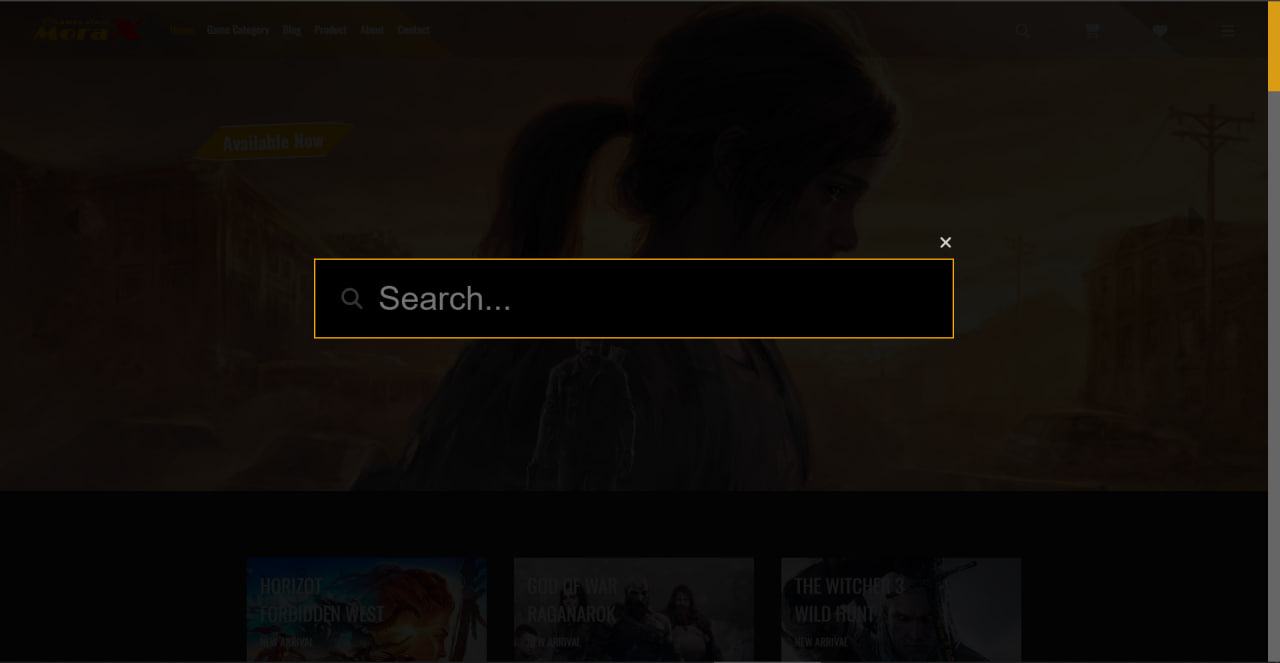 MoraX
Home Game Category Blog Product About Contact
Available Now
Search...
HORIZOT
FORBIDDEN WEST
NEW ARRIVAL
GOD OF WAR
RAGANAROK
NEW ARRIVAL
THE WITCHER 3
WILD HUNT
NEW ARRIVAL